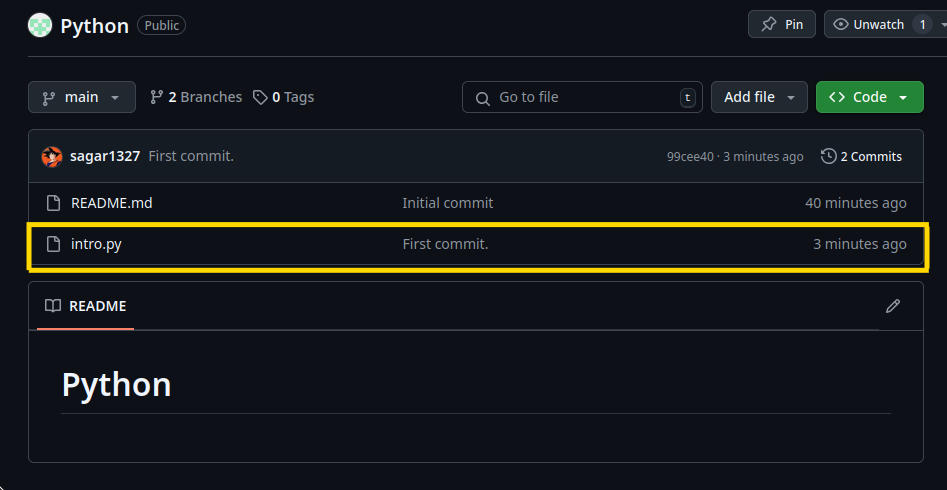 Python Public Pin Unwatch 1
main 2 Branches 0 Tags Go to file t Add file Code
sagar1327 First commit. 99cee40 · 3 minutes ago 2 Commits
README.md Initial commit 40 minutes ago
intro.py First commit. 3 minutes ago
README
Python